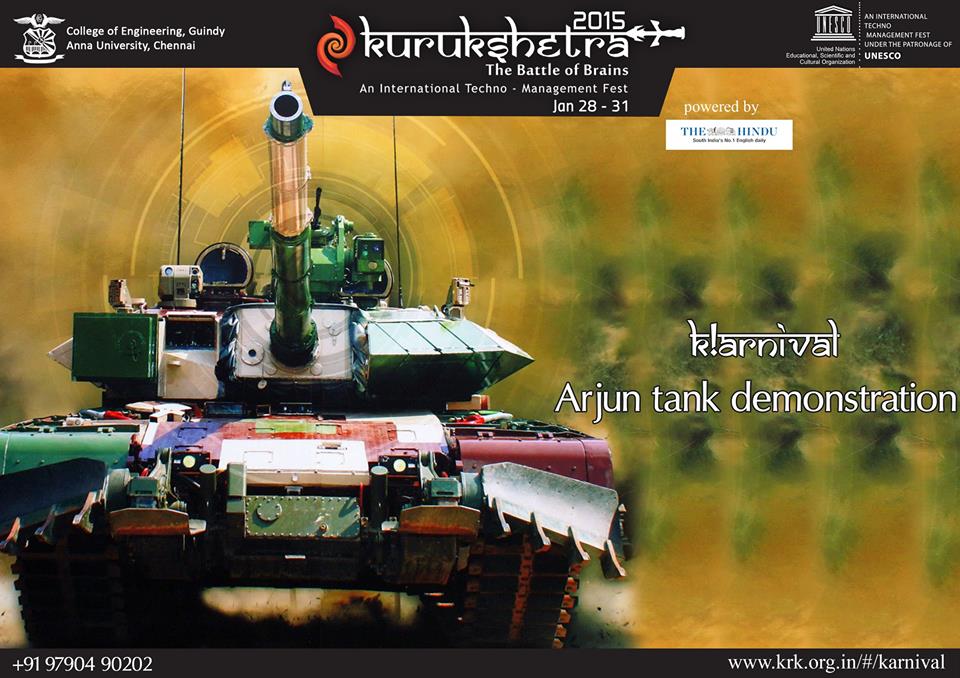 College of Engineering, Guindy
Anna University, Chennai
2015
kurukshetra
The Battle of Brains
An International Techno - Management Fest
Jan 28 - 31
UNESCO
United Nations
Educational, Scientific and
Cultural Organization
AN INTERNATIONAL
TECHNO
MANAGEMENT FEST
UNDER THE PATRONAGE OF
UNESCO
powered by
THE HINDU
South India's No.1 English daily
k!arnival
Arjun tank demonstration
+91 97904 90202
www.krk.org.in/#/karnival